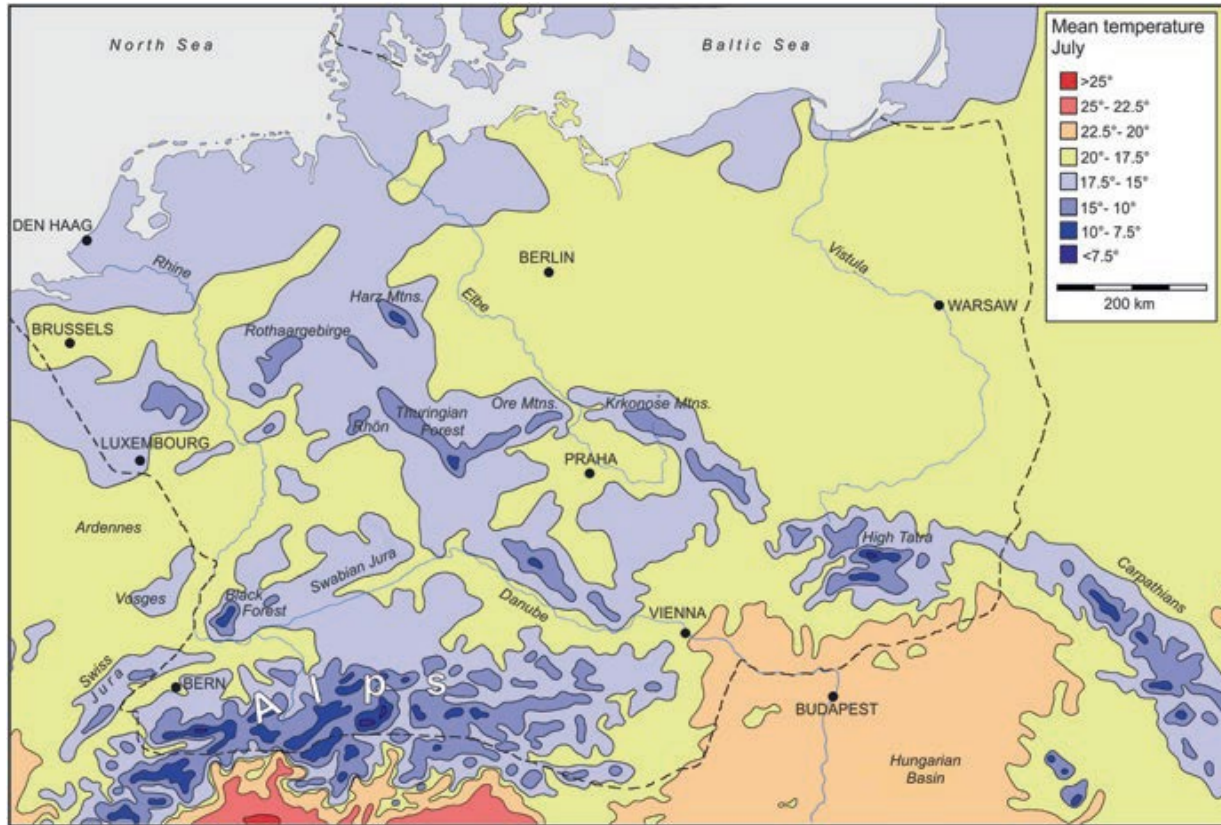 North Sea
Baltic Sea
Mean temperature
July
>25°
25°- 22.5°
22.5°- 20°
20°- 17.5°
17.5°- 15°
15°- 10°
10°- 7.5°
<7.5°
200 km
DEN HAAG
Rhine
BERLIN
Elbe
Vistula
WARSAW
Harz Mtns.
BRUSSELS
Rothaargebirge
Thuringian
Forest
Ore Mtns.
Krkonose Mtns.
Rhön
LUXEMBOURG
PRAHA
Ardennes
High Tatra
Carpathians
Swabian Jura
Vosges
Black
Forest
Danube
VIENNA
Swiss
Jura
BERN
Alps
BUDAPEST
Hungarian
Basin